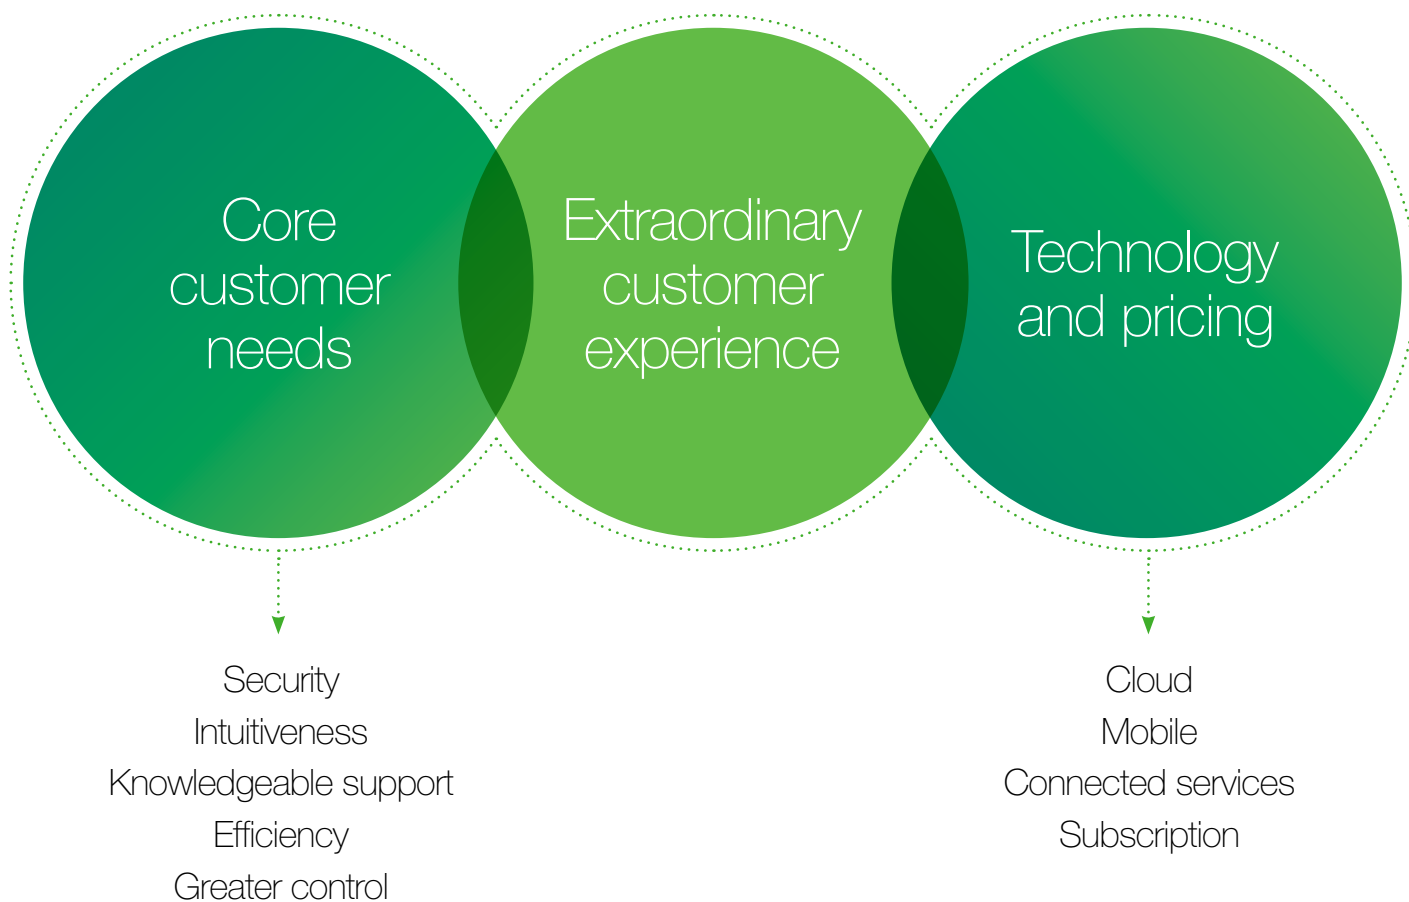 Core
customer
needs
Extraordinary
customer
experience
Technology
and pricing
Security
Intuitiveness
Knowledgeable support
Efficiency
Greater control
Cloud
Mobile
Connected services
Subscription